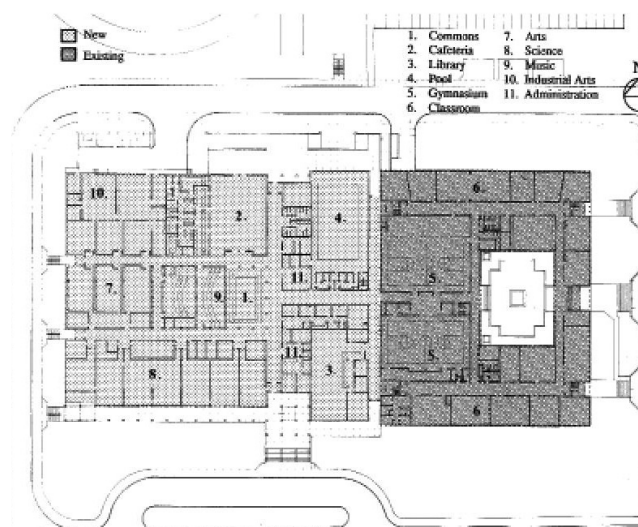 New
Existing
1. Commons
2. Cafeteria
3. Library
4. Pool
5. Gymnasium
6. Classroom
7. Arts
8. Science
9. Music
10. Industrial Arts
11. Administration
N
10.
2.
4.
6.
7.
9.
1.
11.
5.
8.
11.
3.
5.
6